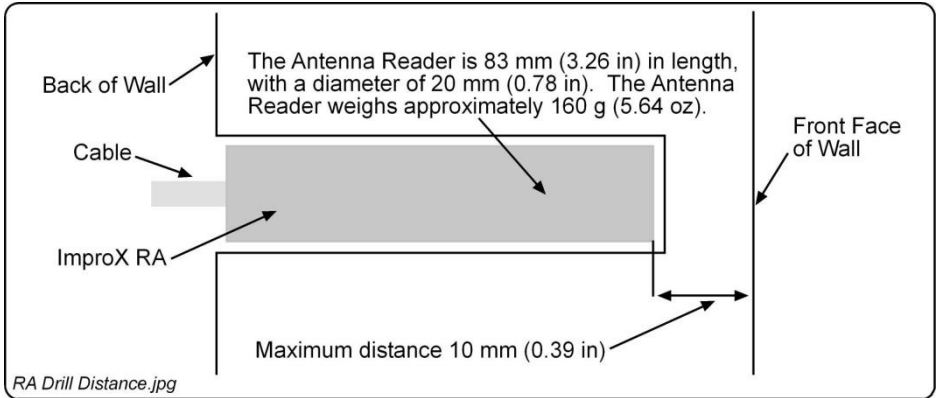 The Antenna Reader is 83 mm (3.26 in) in length,
with a diameter of 20 mm (0.78 in).  The Antenna
Reader weighs approximately 160 g (5.64 oz).
Back of Wall
Front Face
of Wall
Cable
ImproX RA
Maximum distance 10 mm (0.39 in)
RA Drill Distance.jpg